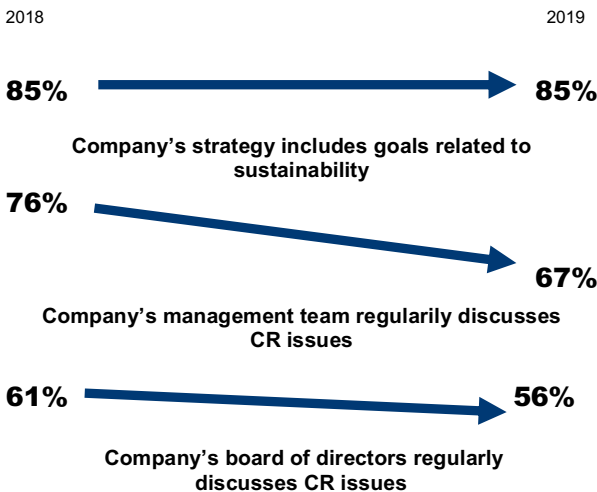 2018 2019
85% 85%
Company's strategy includes goals related to
sustainability
76%
67%
Company's management team regularily discusses
CR issues
61% 56%
Company's board of directors regularly
discusses CR issues